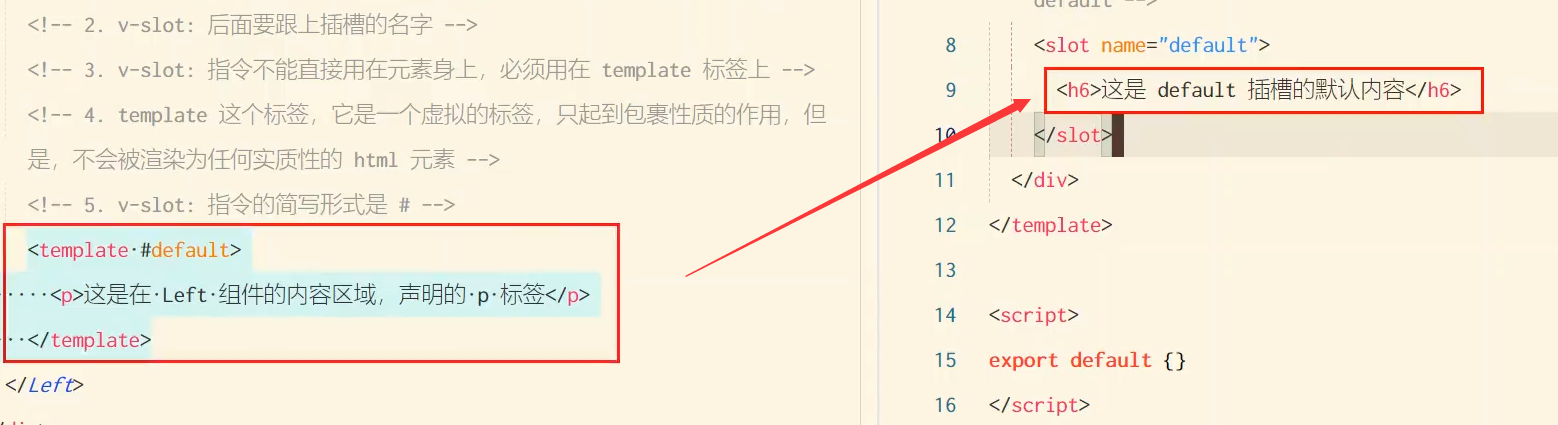 <!-- 2. v-slot: 后面要跟上插槽的名字 -->
<!-- 3. v-slot: 指令不能直接用在元素身上，必须用在 template 标签上 -->
<!-- 4. template 这个标签，它是一个虚拟的标签，只起到包裹性质的作用，但
是，不会被渲染为任何实质性的 html 元素 -->
<!-- 5. v-slot: 指令的简写形式是 # -->
<template·#default>
····<p>这是在·Left·组件的内容区域，声明的·p·标签</p>
··</template>
</Left>
default -->
8 <slot name="default">
9 <h6>这是 default 插槽的默认内容</h6>
10 </slot>
11 </div>
12 </template>
13
14 <script>
15 export default {}
16 </script>